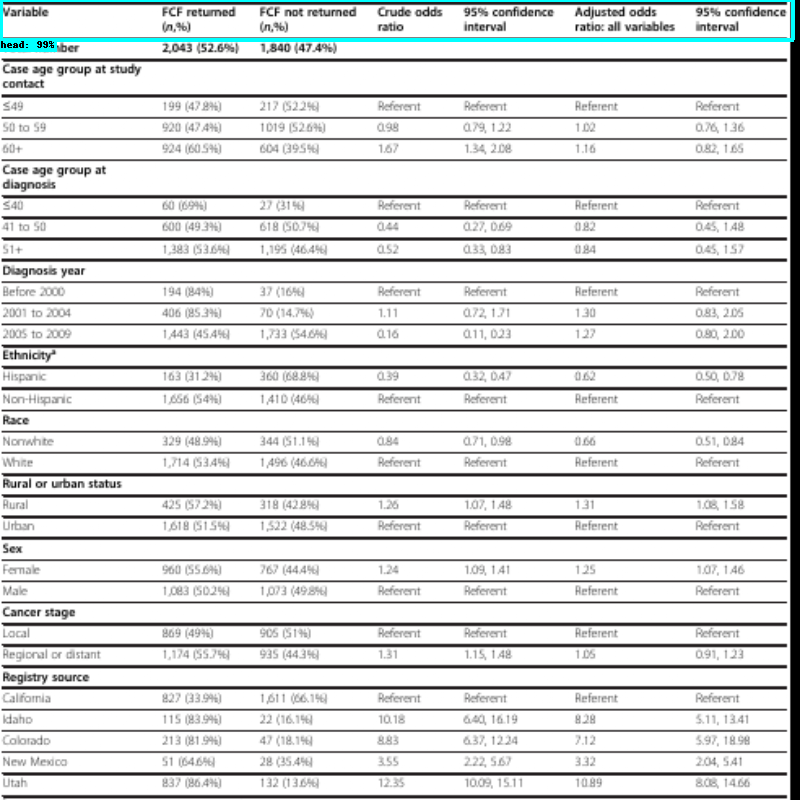 Variable FCF returned (n,%) FCF not returned (n,%) Crude odds ratio 95% confidence interval Adjusted odds ratio: all variables 95% confidence interval
head: 99%
ber 2,043 (52.6%) 1,840 (47.4%)
Case age group at study contact
≤49 199 (47.8%) 217 (52.2%) Referent Referent Referent Referent
50 to 59 920 (47.4%) 1019 (52.6%) 0.98 0.79, 1.22 1.02 0.76, 1.36
60+ 924 (60.5%) 604 (39.5%) 1.67 1.34, 2.08 1.16 0.82, 1.65
Case age group at diagnosis
≤40 60 (69%) 27 (31%) Referent Referent Referent Referent
41 to 50 600 (49.3%) 618 (50.7%) 0.44 0.27, 0.69 0.82 0.45, 1.48
51+ 1,383 (53.6%) 1,195 (46.4%) 0.52 0.33, 0.83 0.84 0.45, 1.57
Diagnosis year
Before 2000 194 (84%) 37 (16%) Referent Referent Referent Referent
2001 to 2004 406 (85.3%) 70 (14.7%) 1.11 0.72, 1.71 1.30 0.83, 2.05
2005 to 2009 1,443 (45.4%) 1,733 (54.6%) 0.16 0.11, 0.23 1.27 0.80, 2.00
Ethnicityª
Hispanic 163 (31.2%) 360 (68.8%) 0.39 0.32, 0.47 0.62 0.50, 0.78
Non-Hispanic 1,656 (54%) 1,410 (46%) Referent Referent Referent Referent
Race
Nonwhite 329 (48.9%) 344 (51.1%) 0.84 0.71, 0.98 0.66 0.51, 0.84
White 1,714 (53.4%) 1,496 (46.6%) Referent Referent Referent Referent
Rural or urban status
Rural 425 (57.2%) 318 (42.8%) 1.26 1.07, 1.48 1.31 1.08, 1.58
Urban 1,618 (51.5%) 1,522 (48.5%) Referent Referent Referent Referent
Sex
Female 960 (55.6%) 767 (44.4%) 1.24 1.09, 1.41 1.25 1.07, 1.46
Male 1,083 (50.2%) 1,073 (49.8%) Referent Referent Referent Referent
Cancer stage
Local 869 (49%) 905 (51%) Referent Referent Referent Referent
Regional or distant 1,174 (55.7%) 935 (44.3%) 1.31 1.15, 1.48 1.05 0.91, 1.23
Registry source
California 827 (33.9%) 1,611 (66.1%) Referent Referent Referent Referent
Idaho 115 (83.9%) 22 (16.1%) 10.18 6.40, 16.19 8.28 5.11, 13.41
Colorado 213 (81.9%) 47 (18.1%) 8.83 6.37, 12.24 7.12 5.97, 18.98
New Mexico 51 (64.6%) 28 (35.4%) 3.55 2.22, 5.67 3.32 2.04, 5.41
Utah 837 (86.4%) 132 (13.6%) 12.35 10.09, 15.11 10.89 8.08, 14.66